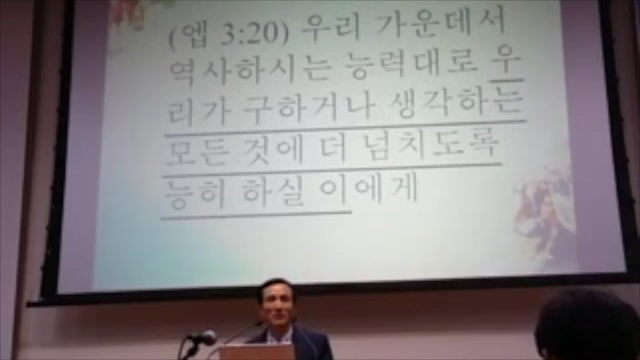 (엡 3:20) 우리 가운데서
역사하시는 능력대로 우
리가 구하거나 생각하는
모든 것에 더 넘치도록
능히 하실 이에게